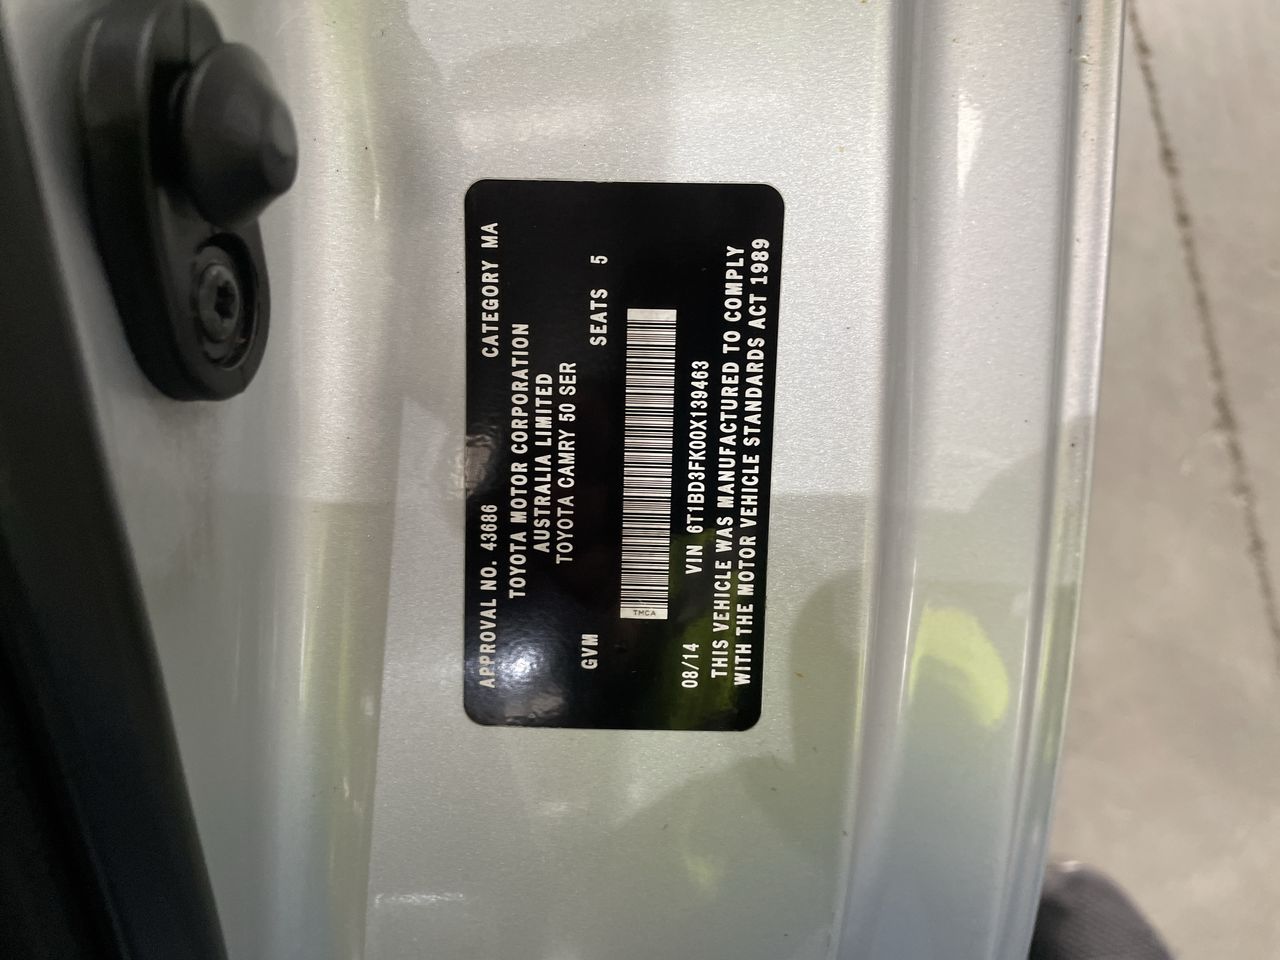 APPROVAL NO. 43686 CATEGORY MA
TOYOTA MOTOR CORPORATION
AUSTRALIA LIMITED
TOYOTA CAMRY 50 SER
GVM SEATS 5
TMCA
08/14 VIN 6T1BD3FK00X139463
THIS VEHICLE WAS MANUFACTURED TO COMPLY
WITH THE MOTOR VEHICLE STANDARDS ACT 1989